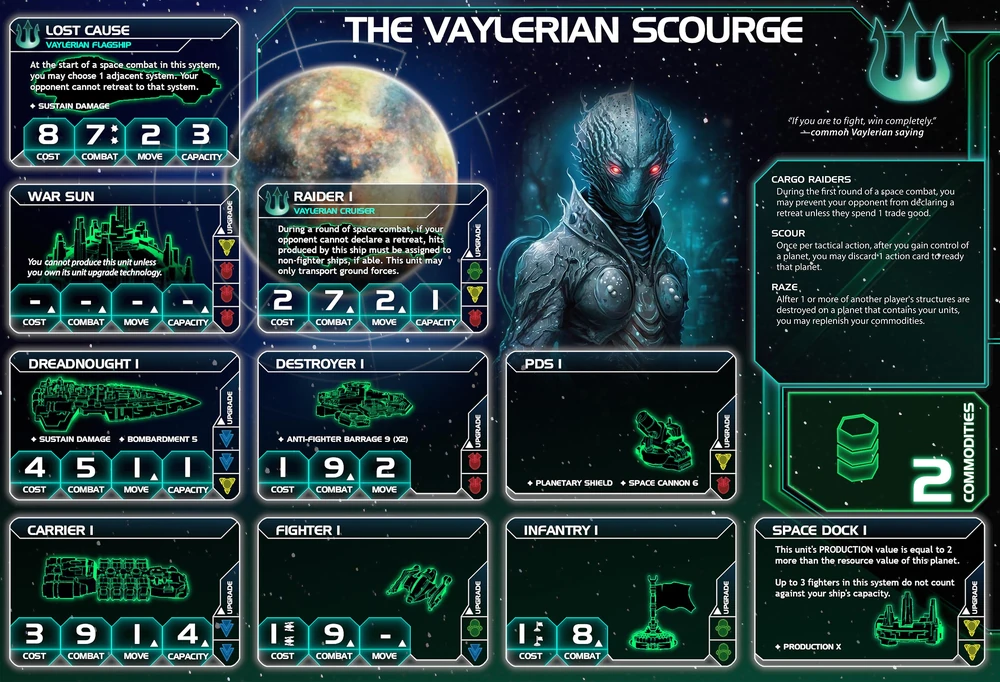 THE VAYLERIAN SCOURGE
LOST CAUSE
VAYLERIAN FLAGSHIP
At the start of a space combat in this system,
you may choose 1 adjacent system. Your
opponent cannot retreat to that system.
✦ SUSTAIN DAMAGE
8 7 2 3
COST COMBAT MOVE CAPACITY
"If you are to fight, win completely."
—commoh Vaylerian saying
WAR SUN
You cannot produce this unit unless
you own its unit upgrade technology.
- - - -
COST COMBAT MOVE CAPACITY
UPGRADE
RAIDER I
VAYLERIAN CRUISER
During a round of space combat, if your
opponent cannot declare a retreat, hits
produced by this ship must be assigned to
non-fighter ships, if able. This unit may
only transport ground forces.
2 7 2 1
COST COMBAT MOVE CAPACITY
UPGRADE
CARGO RAIDERS
During the first round of a space combat, you
may prevent your opponent from declaring a
retreat unless they spend 1 trade good.
SCOUR
Once per tactical action, after you gain control of
a planet, you may discard 1 action card to ready
that planet.
RAZE
Alfter 1 or more of another player's structures are
destroyed on a planet that contains your units,
you may replenish your commodities.
DREADNOUGHT I
✦ SUSTAIN DAMAGE ✦ BOMBARDMENT 5
4 5 1 1
COST COMBAT MOVE CAPACITY
UPGRADE
DESTROYER I
✦ ANTI-FIGHTER BARRAGE 9 (X2)
1 9 2
COST COMBAT MOVE
UPGRADE
PDS I
✦ PLANETARY SHIELD ✦ SPACE CANNON 6
UPGRADE
2
COMMODITIES
CARRIER I
3 9 1 4
COST COMBAT MOVE CAPACITY
UPGRADE
FIGHTER I
1 9 -
COST COMBAT MOVE
UPGRADE
INFANTRY I
1 8
COST COMBAT
UPGRADE
SPACE DOCK I
This unit's PRODUCTION value is equal to 2
more than the resource value of this planet.
Up to 3 fighters in this system do not count
against your ship's capacity.
✦ PRODUCTION X
UPGRADE